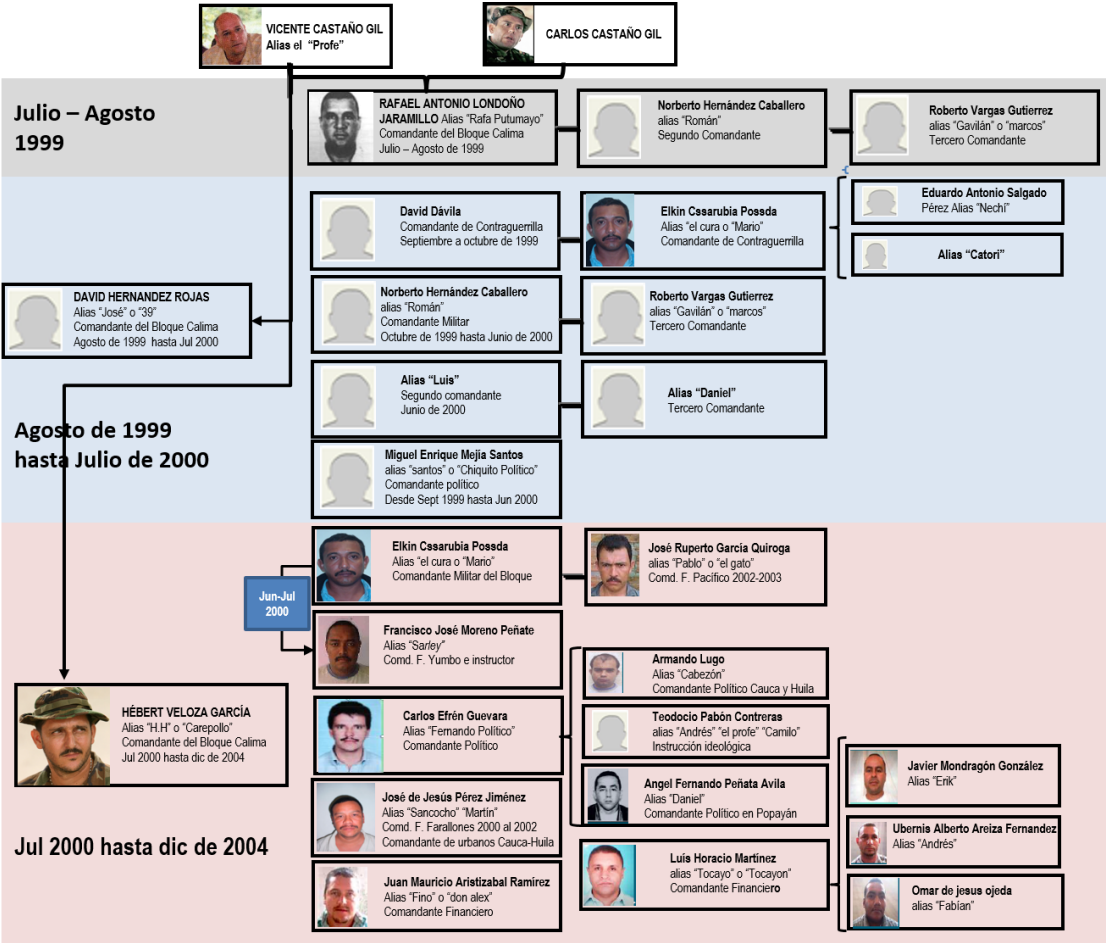 VICENTE CASTAÑO GIL
Alias el “Profe”
CARLOS CASTAÑO GIL
Julio – Agosto
1999
RAFAEL ANTONIO LONDOÑO
JARAMILLO Alias “Rafa Putumayo”
Comandante del Bloque Calima
Julio – Agosto de 1999
Norberto Hernández Caballero
alias “Román”
Segundo Comandante
Roberto Vargas Gutierrez
alias “Gavilán” o “marcos”
Tercero Comandante
David Dávila
Comandante de Contraguerrilla
Septiembre a octubre de 1999
Elkin Cssarubia Possda
Alias “el cura o “Mario”
Comandante de Contraguerrilla
Eduardo Antonio Salgado
Pérez Alias “Nechí”
Alias “Catori”
DAVID HERNANDEZ ROJAS
Alias “José” o “39”
Comandante del Bloque Calima
Agosto de 1999 hasta Jul 2000
Norberto Hernández Caballero
alias “Román”
Comandante Militar
Octubre de 1999 hasta Junio de 2000
Roberto Vargas Gutierrez
alias “Gavilán” o “marcos”
Tercero Comandante
Alias “Luis”
Segundo comandante
Junio de 2000
Alias “Daniel”
Tercero Comandante
Agosto de 1999
hasta Julio de 2000
Miguel Enrique Mejía Santos
alias “santos” o “Chiquito Político”
Comandante político
Desde Sept 1999 hasta Jun 2000
Elkin Cssarubia Possda
Alias “el cura o “Mario”
Comandante Militar del Bloque
José Ruperto García Quiroga
alias “Pablo” o “el gato”
Comd. F. Pacífico 2002-2003
Jun-Jul
2000
Francisco José Moreno Peñate
Alias “Sarley”
Comd. F. Yumbo e instructor
HÉBERT VELOZA GARCÍA
Alias “H.H” o “Carepollo”
Comandante del Bloque Calima
Jul 2000 hasta dic de 2004
Carlos Efrén Guevara
Alias “Fernando Político”
Comandante Político
Armando Lugo
Alias “Cabezón”
Comandante Político Cauca y Huila
Teodocio Pabón Contreras
alias “Andrés” “el profe” “Camilo”
Instrucción ideológica
Angel Fernando Peñata Avila
Alias “Daniel”
Comandante Político en Popayán
Jul 2000 hasta dic de 2004
José de Jesús Pérez Jiménez
Alias “Sancocho” “Martín”
Comd. F. Farallones 2000 al 2002
Comandante de urbanos Cauca-Huila
Juan Mauricio Aristizabal Ramírez
Alias “Fino” o “don alex”
Comandante Financiero
Luís Horacio Martínez
alias “Tocayo” o “Tocayon”
Comandante Financiero
Javier Mondragón González
Alias “Erik”
Ubernis Alberto Areiza Fernandez
Alias “Andrés”
Omar de jesus ojeda
alias “Fabían”